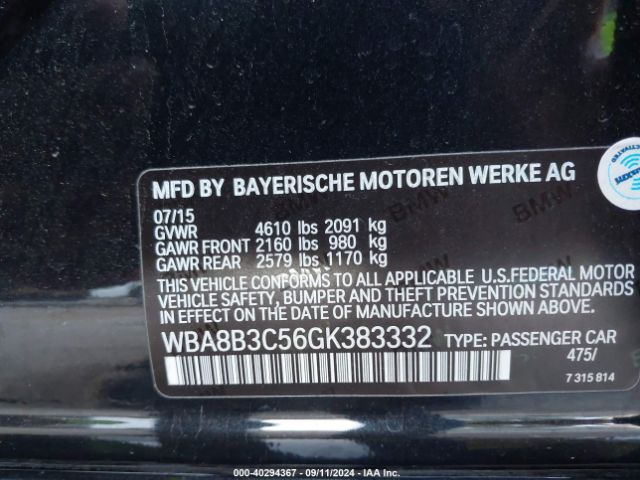 MFD BY BAYERISCHE MOTOREN WERKE AG
07/15
GVWR 4610 lbs 2091 kg
GAWR FRONT 2160 lbs 980 kg
GAWR REAR 2579 lbs 1170 kg
THIS VEHICLE CONFORMS TO ALL APPLICABLE U.S.FEDERAL MOTOR
VEHICLE SAFETY, BUMPER AND THEFT PREVENTION STANDARDS
IN EFFECT ON THE DATE OF MANUFACTURE SHOWN ABOVE.
WBA8B3C56GK383332 TYPE: PASSENGER CAR
475/
7 315 814
000-40294367 - 09/11/2024 - IAA Inc.